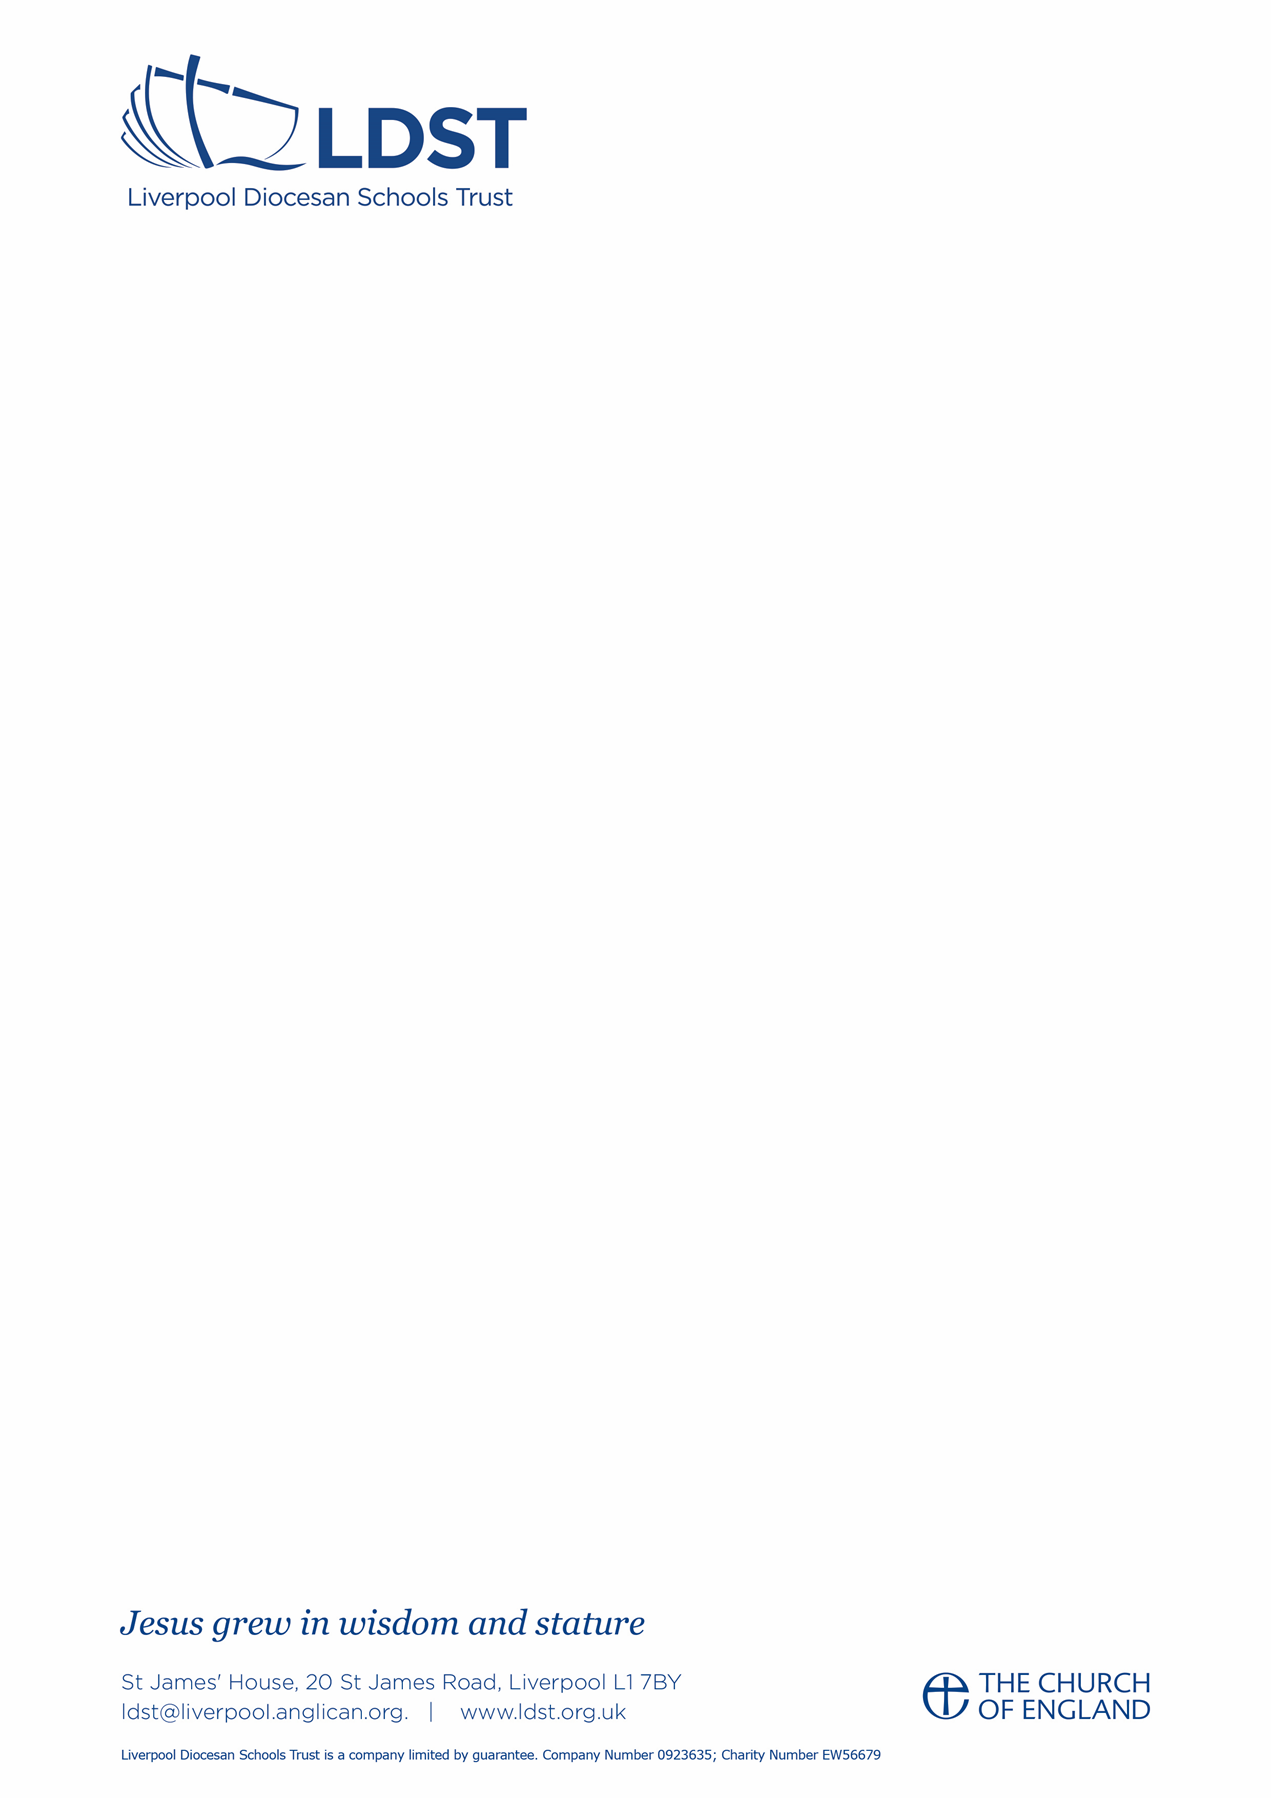 LDST
Liverpool Diocesan Schools Trust
Jesus grew in wisdom and stature
St James' House, 20 St James Road, Liverpool L1 7BY
ldst@liverpool.anglican.org. | www.ldst.org.uk
THE CHURCH
OF ENGLAND
Liverpool Diocesan Schools Trust is a company limited by guarantee. Company Number 0923635; Charity Number EW56679